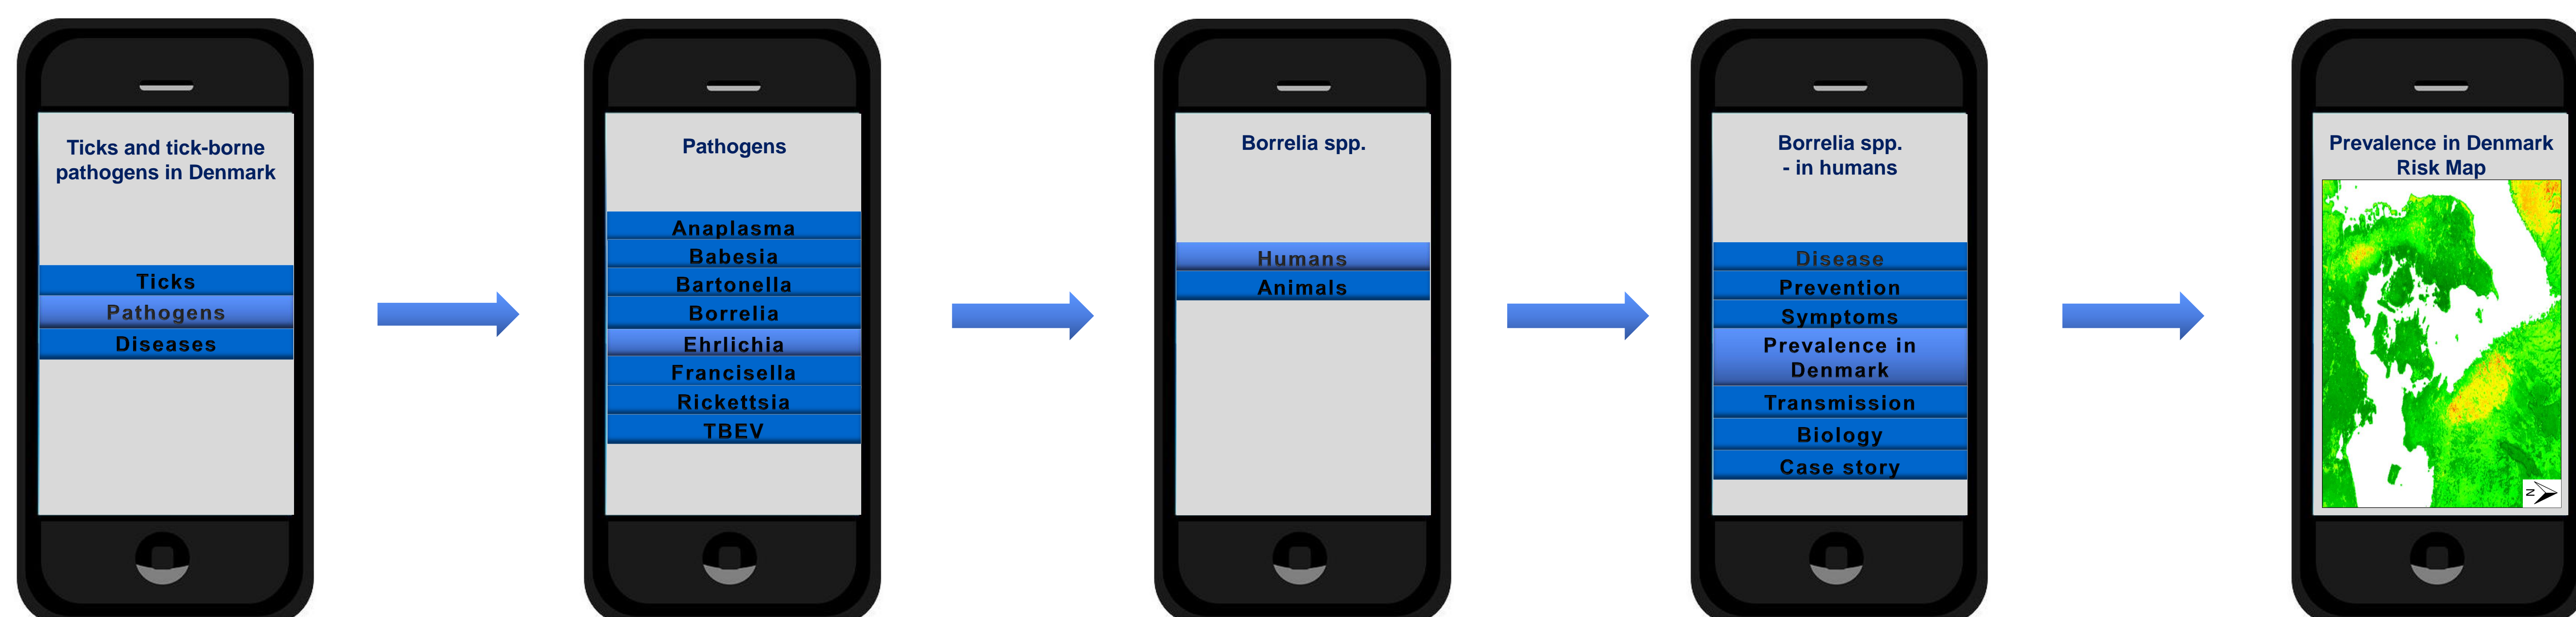 Ticks and tick-borne
pathogens in Denmark
Ticks
Pathogens
Diseases
Pathogens
Anaplasma
Babesia
Bartonella
Borrelia
Ehrlichia
Francisella
Rickettsia
TBEV
Borrelia spp.
Humans
Animals
Borrelia spp.
- in humans
Disease
Prevention
Symptoms
Prevalence in
Denmark
Transmission
Biology
Case story
Prevalence in Denmark
Risk Map
N